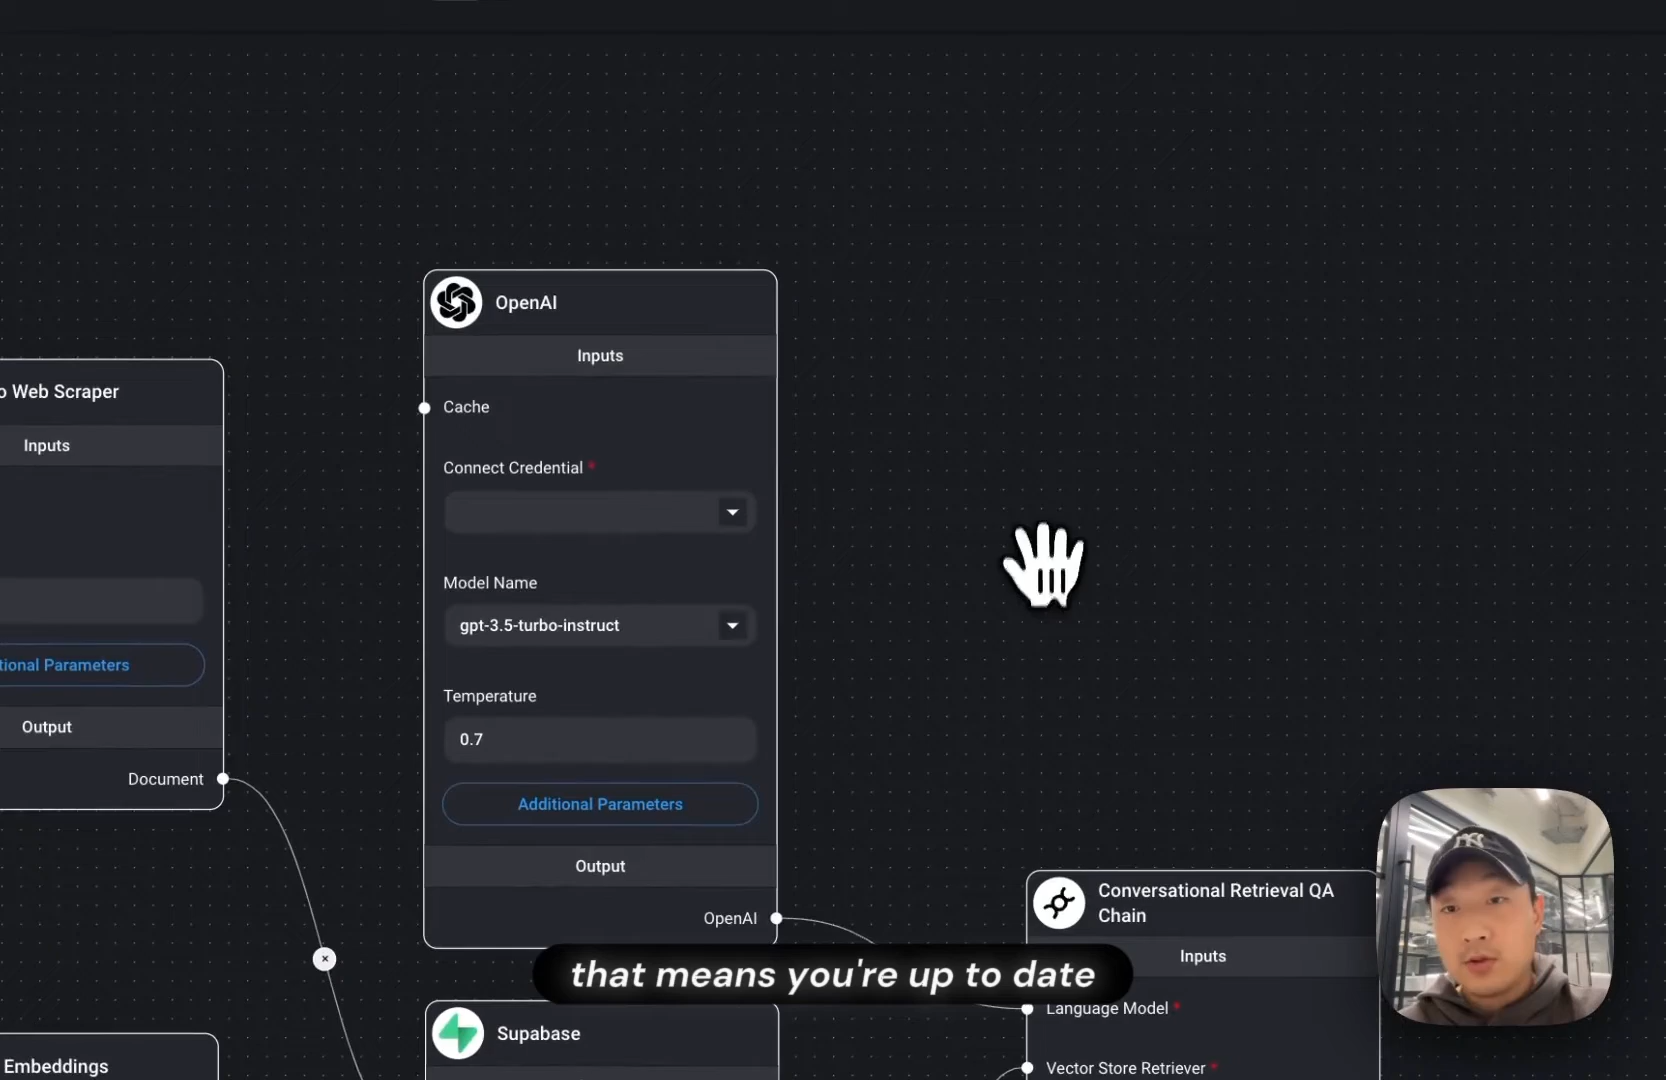 OpenAI
Inputs
Cache
Connect Credential *
Model Name
gpt-3.5-turbo-instruct
Temperature
0.7
Additional Parameters
Output
OpenAI
o Web Scraper
Inputs
tional Parameters
Output
Document
Embeddings
Supabase
Conversational Retrieval QA
Chain
Inputs
Language Model *
Vector Store Retriever *
that means you're up to date